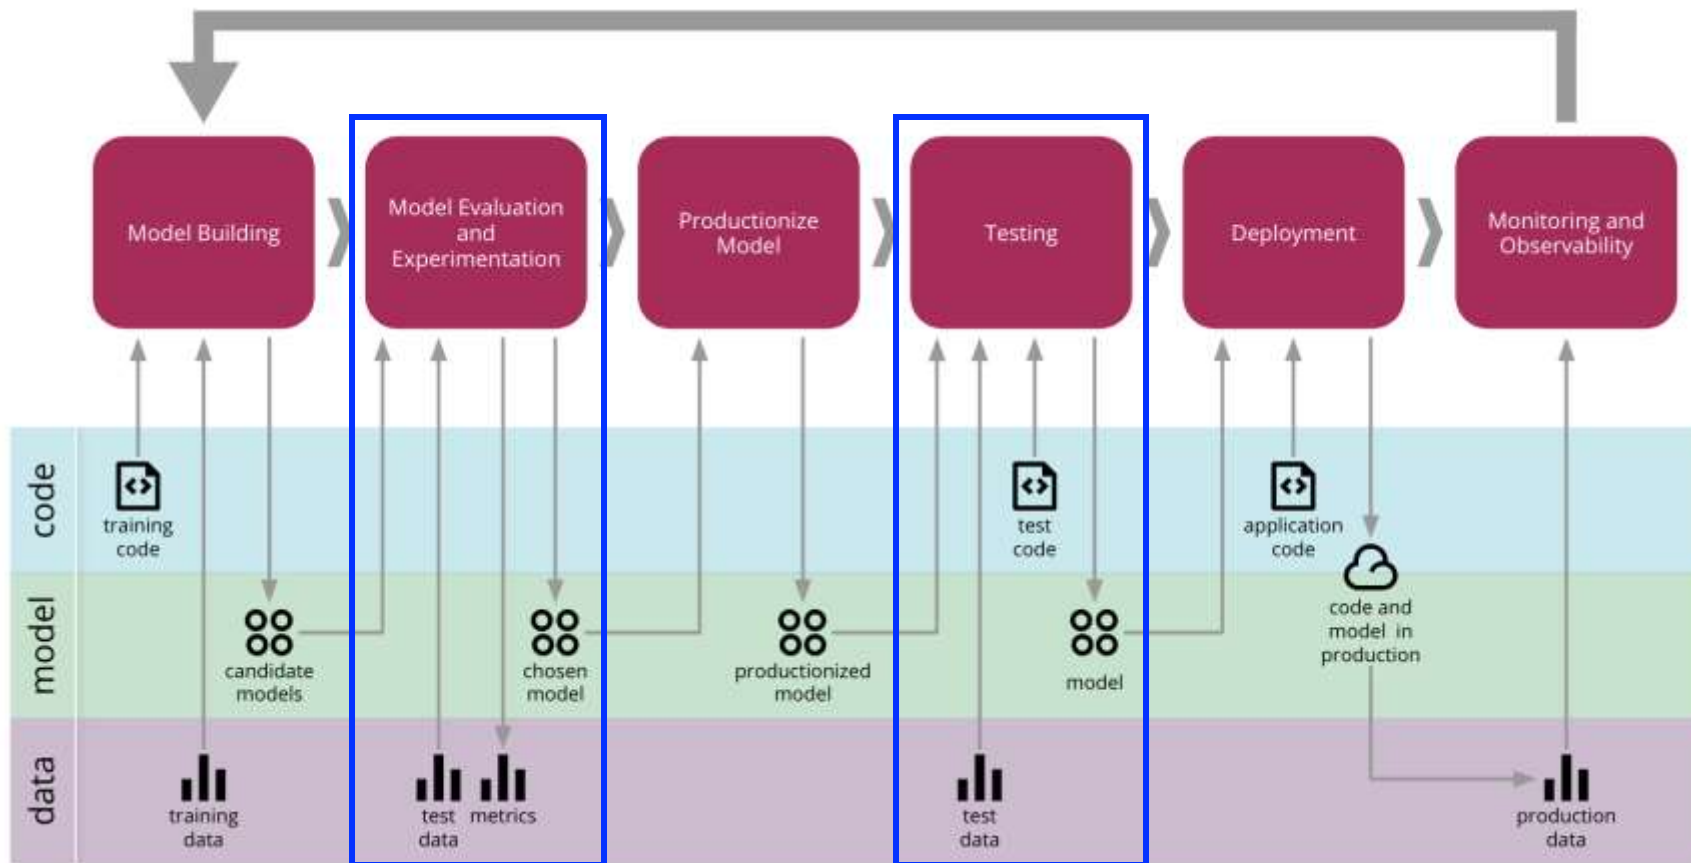 Model Building
Model Evaluation
and
Experimentation
Productionize
Model
Testing
Deployment
Monitoring and
Observability
code
training
code
test
code
application
code
model
candidate
models
chosen
model
productionized
model
model
code and
model in
production
data
training
data
test
data
metrics
test
data
production
data